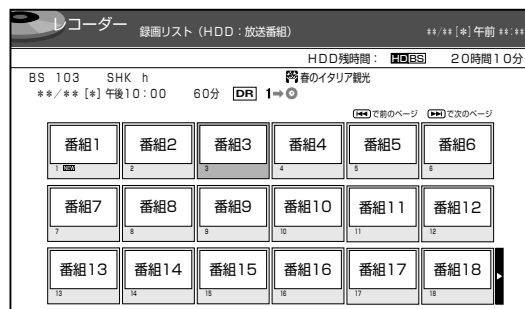 レコーダー 録画リスト（HDD：放送番組） **/** [*] 午前 **:**
HDD残時間： HD BS 20時間10分
BS 103 SHK h 春のイタリア観光
**/** [*] 午後10:00 60分 DR 1➡
⏮で前のページ ⏭で次のページ
番組1 番組2 番組3 番組4 番組5 番組6
1 NEW 2 3 4 5 6
番組7 番組8 番組9 番組10 番組11 番組12
7 8 9 10 11 12
番組13 番組14 番組15 番組16 番組17 番組18
13 14 15 16 17 18